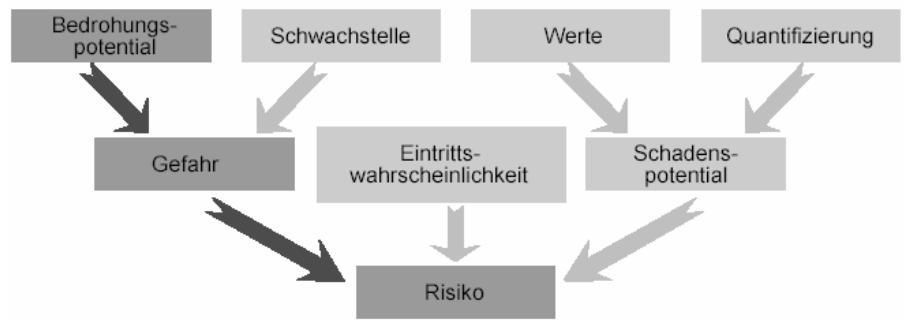 Bedrohungs-
potential
Schwachstelle
Werte
Quantifizierung
Gefahr
Eintritts-
wahrscheinlichkeit
Schadens-
potential
Risiko